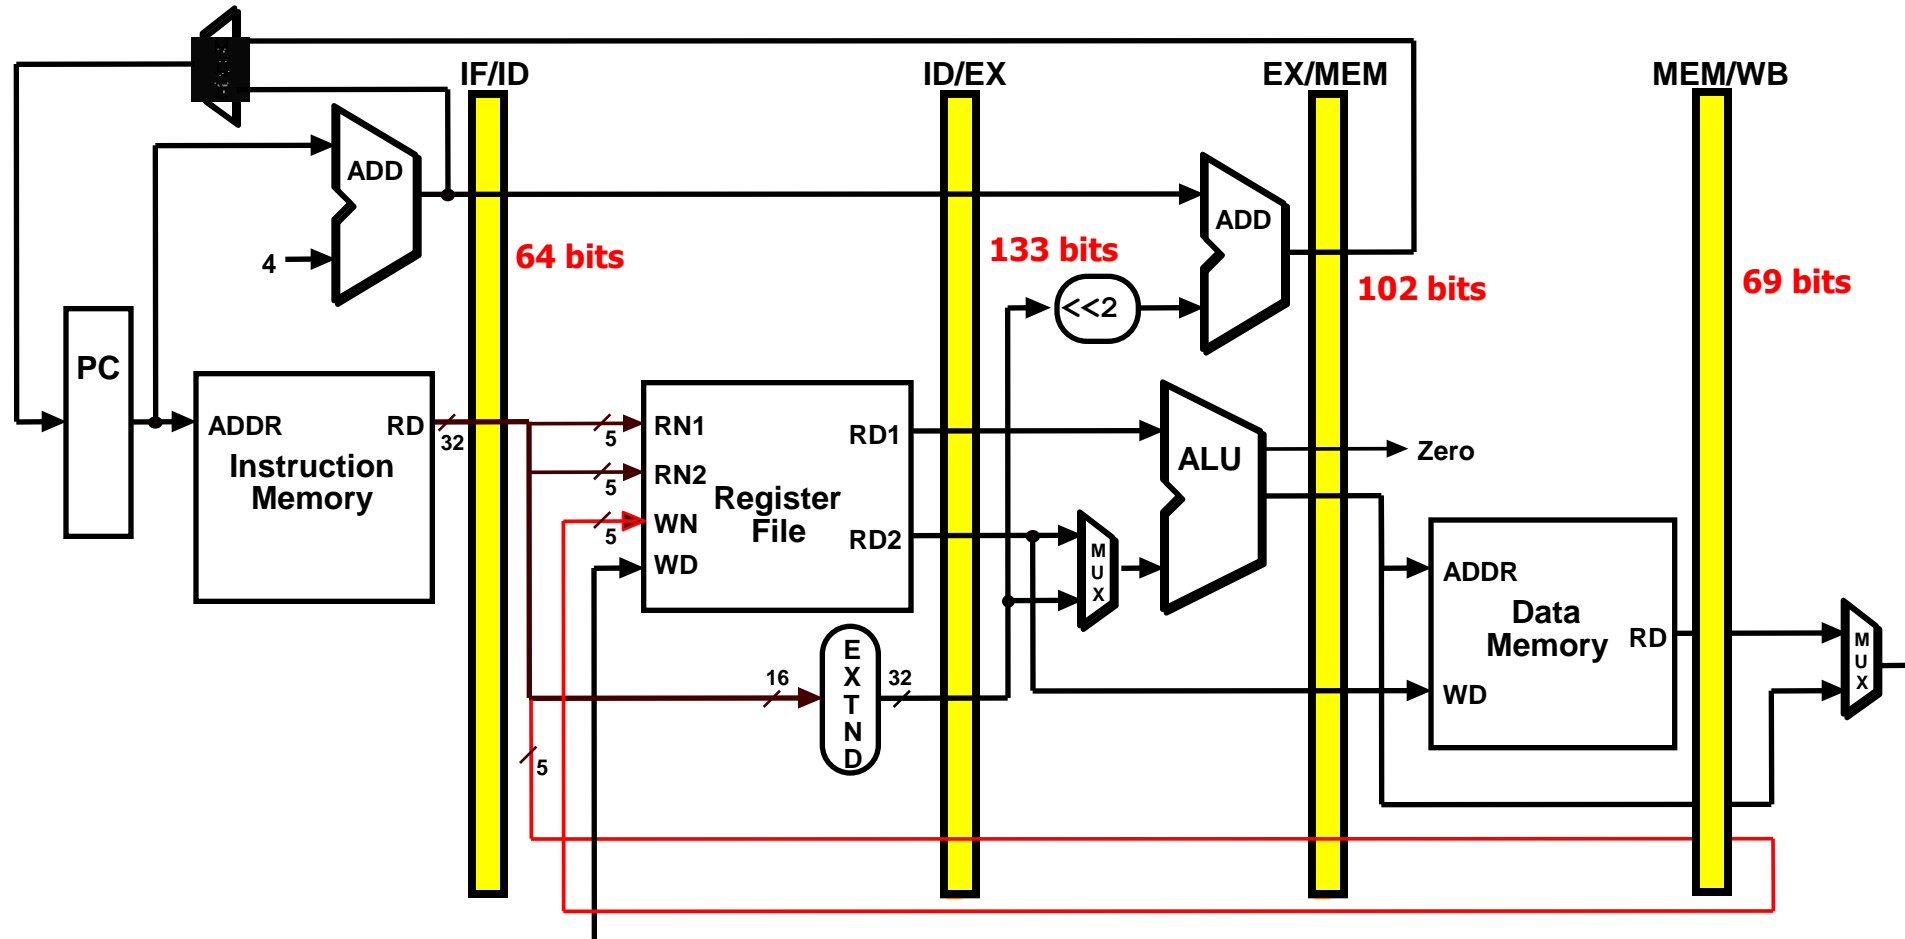 IF/ID
ID/EX
EX/MEM
MEM/WB
ADD
4
64 bits
133 bits
ADD
<<2
102 bits
69 bits
PC
ADDR
RD
32
Instruction
Memory
5
RN1
5
RN2
5
WN
WD
Register
File
RD1
RD2
16
E
X
T
N
D
32
5
M
U
X
ALU
Zero
ADDR
Data
Memory
RD
WD
M
U
X